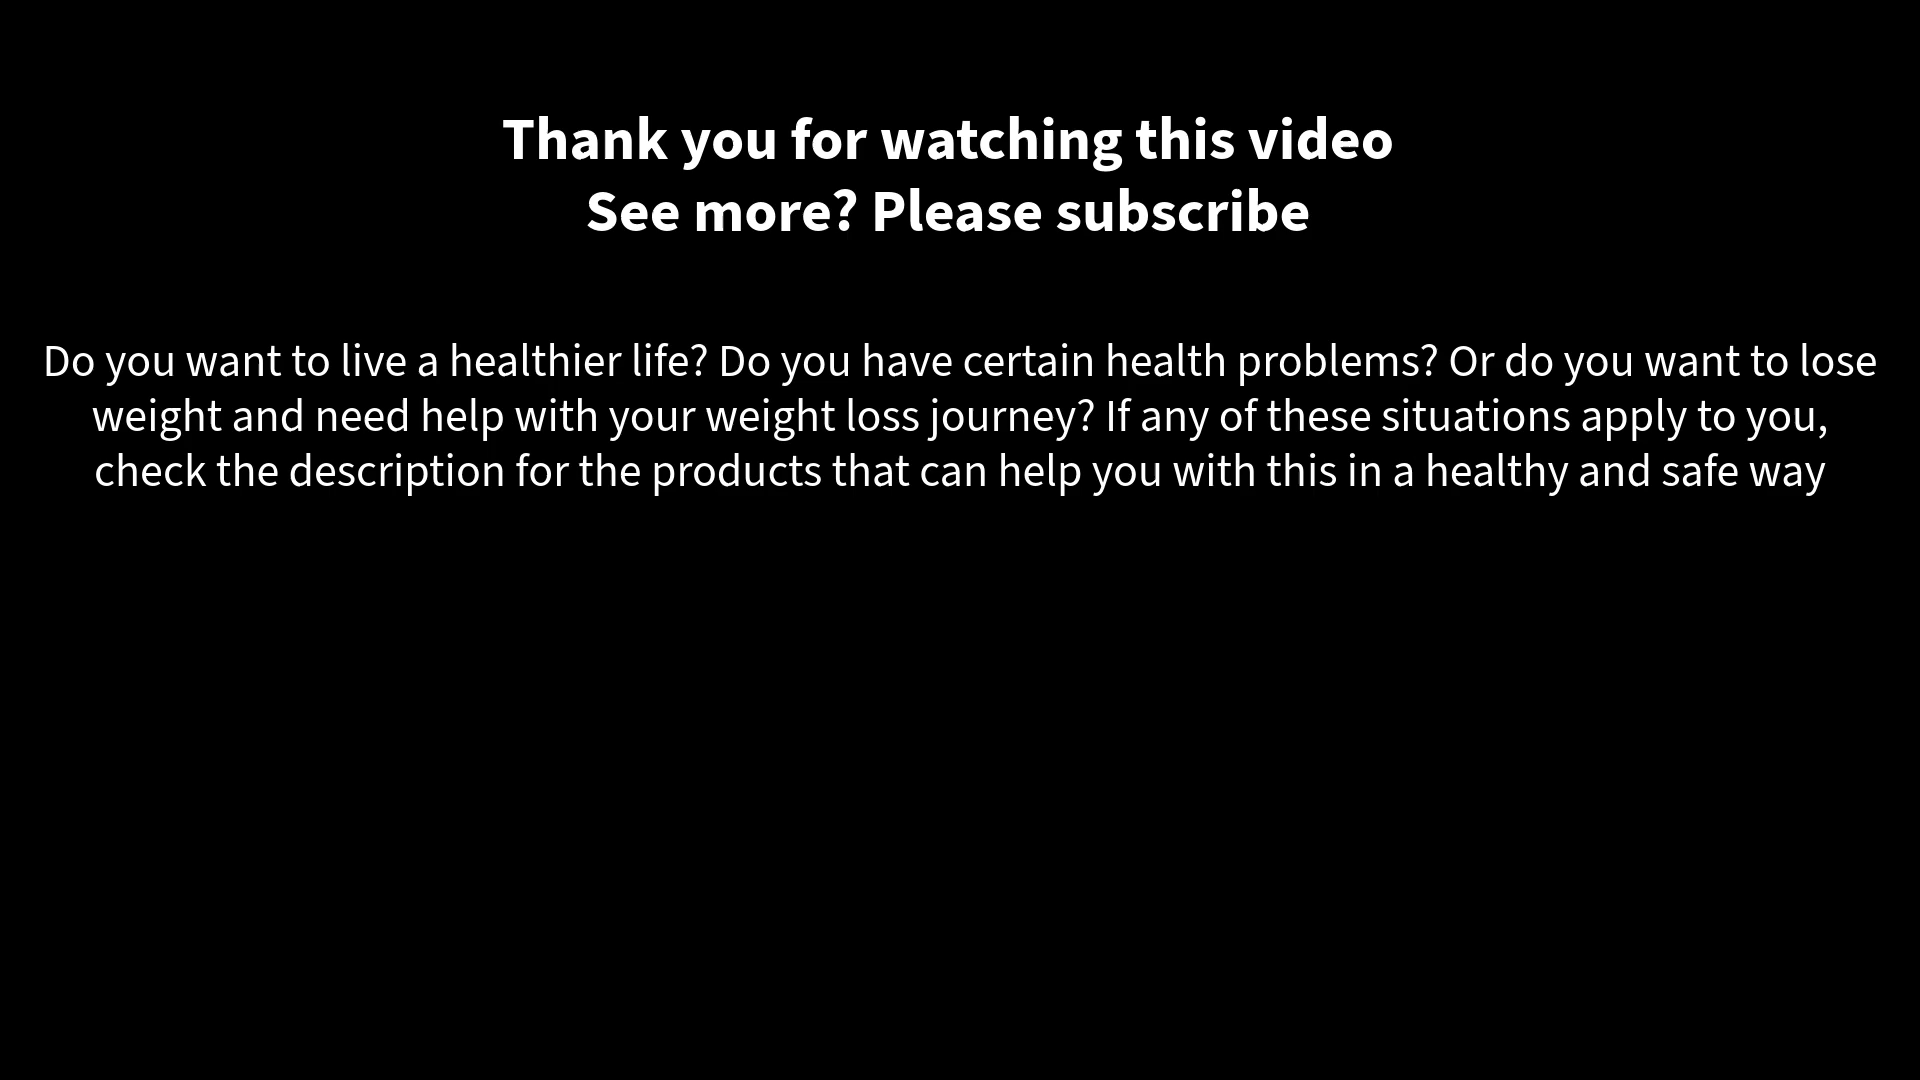 Thank you for watching this video
See more? Please subscribe
Do you want to live a healthier life? Do you have certain health problems? Or do you want to lose
weight and need help with your weight loss journey? If any of these situations apply to you,
check the description for the products that can help you with this in a healthy and safe way